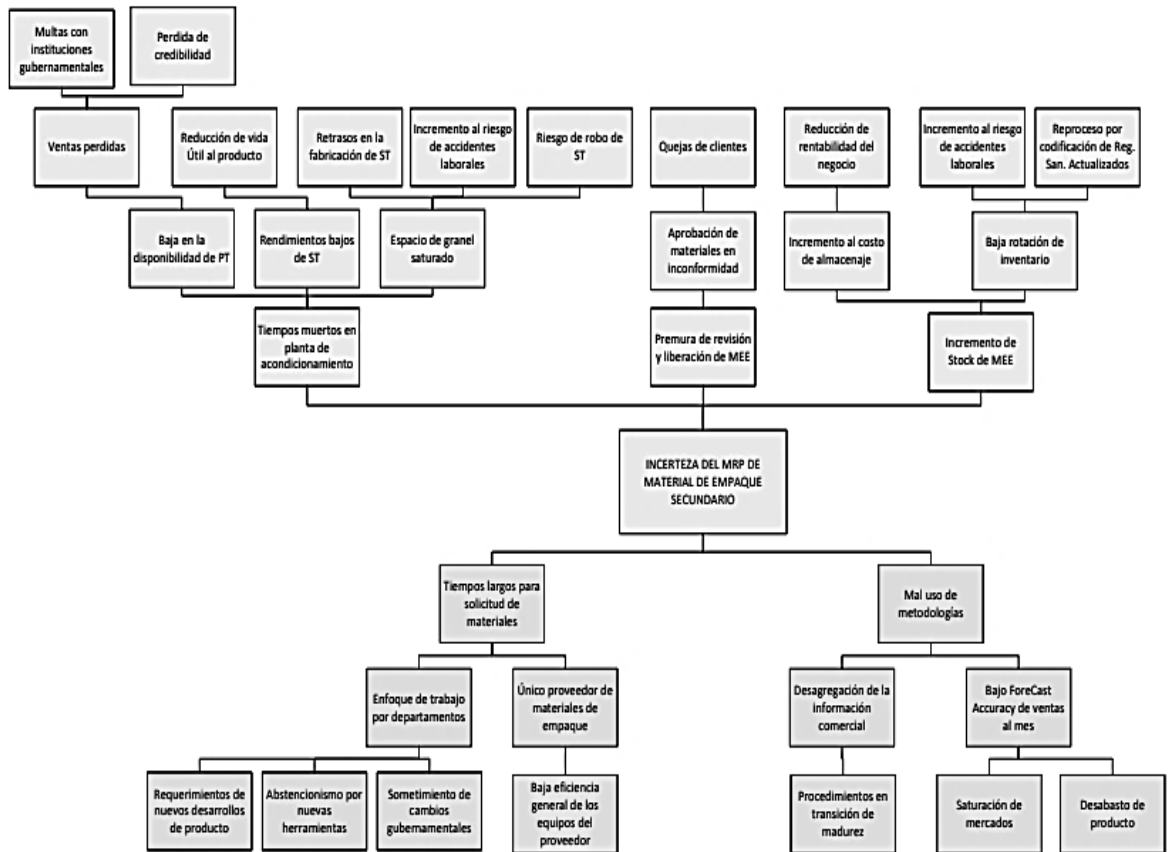 Multas con
instituciones
gubernamentales
Perdida de
credibilidad
Ventas perdidas
Reducción de vida
Útil al producto
Retrasos en la
fabricación de ST
Incremento al riesgo
de accidentes
laborales
Riesgo de robo de
ST
Quejas de clientes
Reducción de
rentabilidad del
negocio
Incremento al riesgo
de accidentes
laborales
Reproceso por
codificación de Reg.
San. Actualizados
Baja en la
disponibilidad de PT
Rendimientos bajos
de ST
Espacio de granel
saturado
Aprobación de
materiales en
inconformidad
Incremento al costo
de almacenaje
Baja rotación de
inventario
Tiempos muertos en
planta de
acondicionamiento
Premura de revisión
y liberación de MEE
Incremento de
Stock de MEE
INCERTEZA DEL MRP DE
MATERIAL DE EMPAQUE
SECUNDARIO
Tiempos largos para
solicitud de
materiales
Mal uso de
metodologías
Enfoque de trabajo
por departamentos
Único proveedor de
materiales de
empaque
Desagregación de la
información
comercial
Bajo ForeCast
Accuracy de ventas
al mes
Requerimientos de
nuevos desarrollos
de producto
Abstencionismo por
nuevas
herramientas
Sometimiento de
cambios
gubernamentales
Baja eficiencia
general de los
equipos del
proveedor
Procedimientos en
transición de
madurez
Saturación de
mercados
Desabasto de
producto